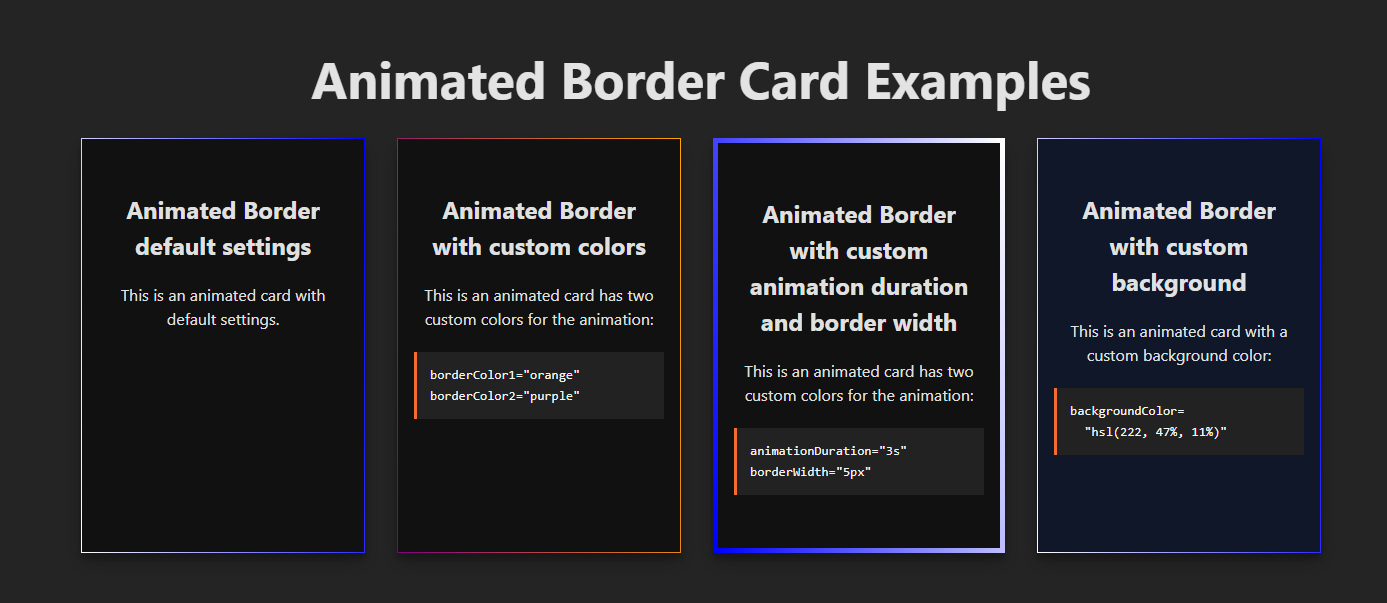 Animated Border Card Examples
Animated Border
default settings
This is an animated card with
default settings.
Animated Border
with custom colors
This is an animated card has two
custom colors for the animation:
borderColor1="orange"
borderColor2="purple"
Animated Border
with custom
animation duration
and border width
This is an animated card has two
custom colors for the animation:
animationDuration="3s"
borderWidth="5px"
Animated Border
with custom
background
This is an animated card with a
custom background color:
backgroundColor=
"hsl(222, 47%, 11%)"